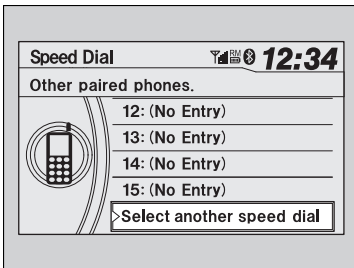 Speed Dial RM 12:34
Other paired phones.
12: (No Entry)
13: (No Entry)
14: (No Entry)
15: (No Entry)
Select another speed dial